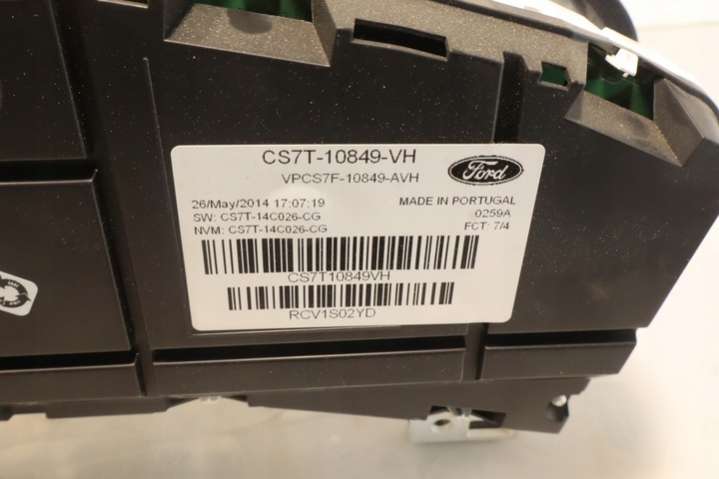 CS7T-10849-VH
VPCS7F-10849-AVH
Ford
26/May/2014 17:07:19
MADE IN PORTUGAL
SW: CS7T-14C026-CG
0259A
NVM: CS7T-14C026-CG
FCT: 7/4
CS7T10849VH
RCV1S02YD